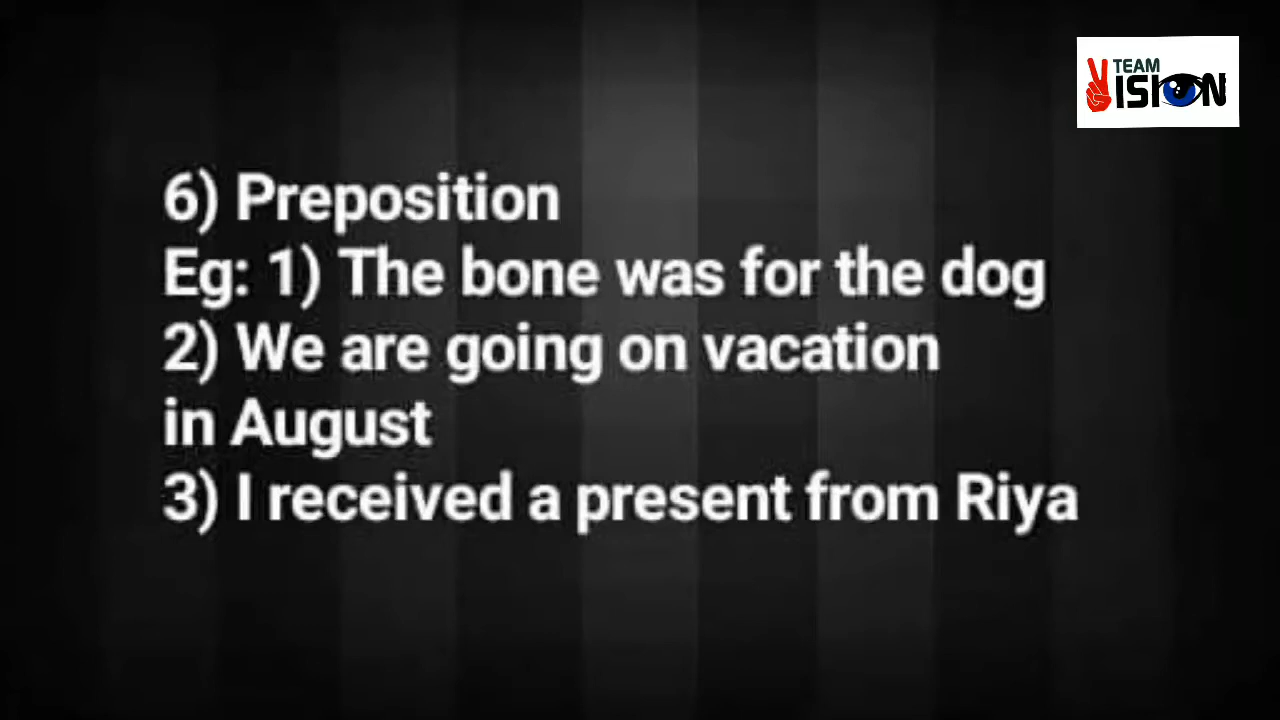 TEAM
VISION
6) Preposition
Eg: 1) The bone was for the dog
2) We are going on vacation
in August
3) I received a present from Riya